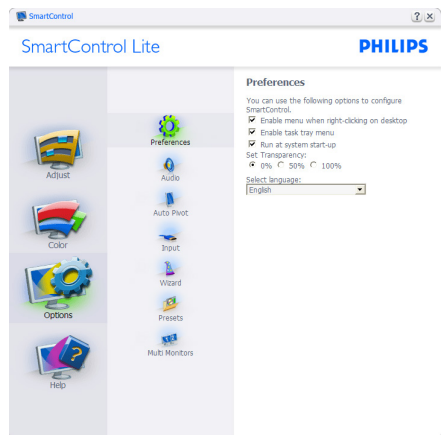 SmartControl
SmartControl Lite
PHILIPS
Adjust
Color
Options
Help
Preferences
Audio
Auto Pivot
Input
Wizard
Presets
Multi Monitors
Preferences
You can use the following options to configure
SmartControl.
Enable menu when right-clicking on desktop
Enable task tray menu
Run at system start-up
Set Transparency:
0% 50% 100%
Select language:
English